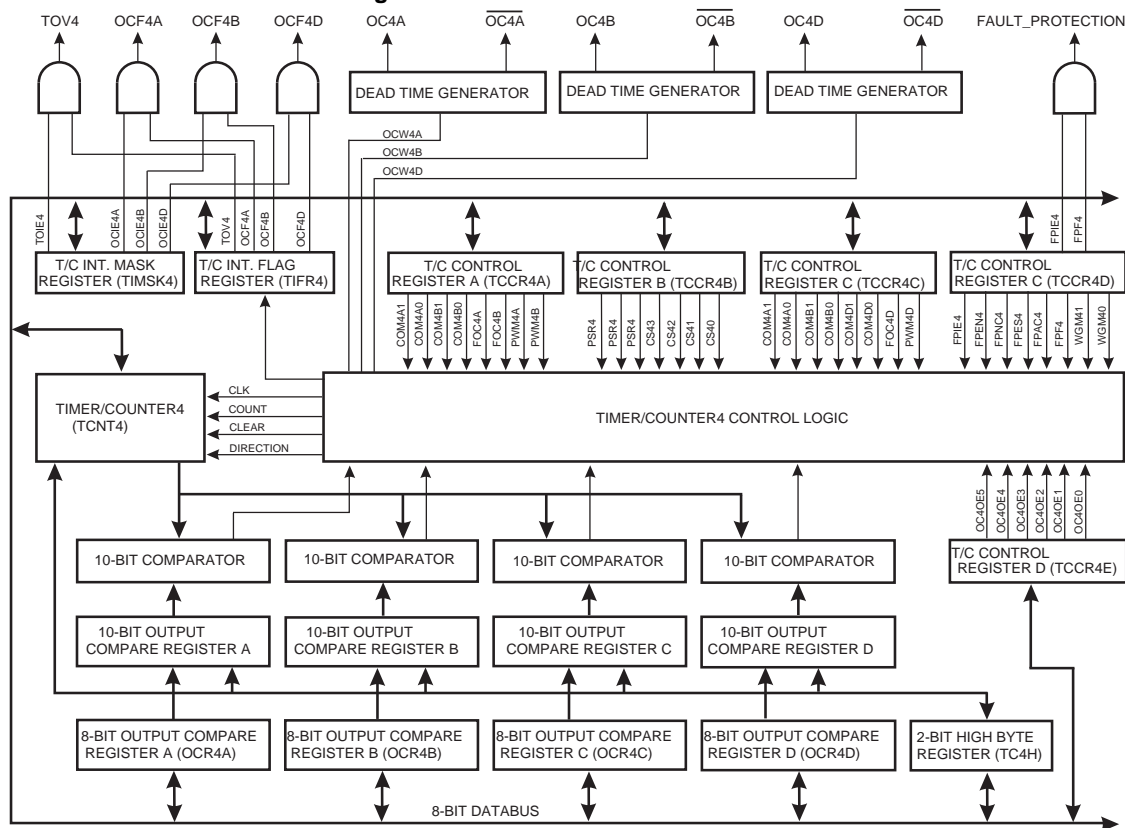 TOV4 OCF4A OCF4B OCF4D OC4A OC4A OC4B OC4B OC4D OC4D FAULT_PROTECTION
DEAD TIME GENERATOR DEAD TIME GENERATOR DEAD TIME GENERATOR
OCW4A
OCW4B
OCW4D
TOIE4 OCIE4A OCIE4B OCIE4D TOV4 OCF4A OCF4B OCF4D FPIE4 FPF4
T/C INT. MASK
REGISTER (TIMSK4)
T/C INT. FLAG
REGISTER (TIFR4)
T/C CONTROL
REGISTER A (TCCR4A)
T/C CONTROL
REGISTER B (TCCR4B)
T/C CONTROL
REGISTER C (TCCR4C)
T/C CONTROL
REGISTER C (TCCR4D)
COM4A1 COM4A0 COM4B1 COM4B0 FOC4A FOC4B PWM4A PWM4B
PSR4 PSR4 PSR4 CS43 CS42 CS41 CS40
COM4A1 COM4A0 COM4B1 COM4B0 COM4D1 COM4D0 FOC4D PWM4D
FPIE4 FPEN4 FPNC4 FPES4 FPAC4 FPF4 WGM41 WGM40
TIMER/COUNTER4
(TCNT4)
CLK
COUNT
CLEAR
DIRECTION
TIMER/COUNTER4 CONTROL LOGIC
OC4OE5 OC4OE4 OC4OE3 OC4OE2 OC4OE1 OC4OE0
10-BIT COMPARATOR 10-BIT COMPARATOR 10-BIT COMPARATOR 10-BIT COMPARATOR
T/C CONTROL
REGISTER D (TCCR4E)
10-BIT OUTPUT
COMPARE REGISTER A
10-BIT OUTPUT
COMPARE REGISTER B
10-BIT OUTPUT
COMPARE REGISTER C
10-BIT OUTPUT
COMPARE REGISTER D
8-BIT OUTPUT COMPARE
REGISTER A (OCR4A)
8-BIT OUTPUT COMPARE
REGISTER B (OCR4B)
8-BIT OUTPUT COMPARE
REGISTER C (OCR4C)
8-BIT OUTPUT COMPARE
REGISTER D (OCR4D)
2-BIT HIGH BYTE
REGISTER (TC4H)
8-BIT DATABUS